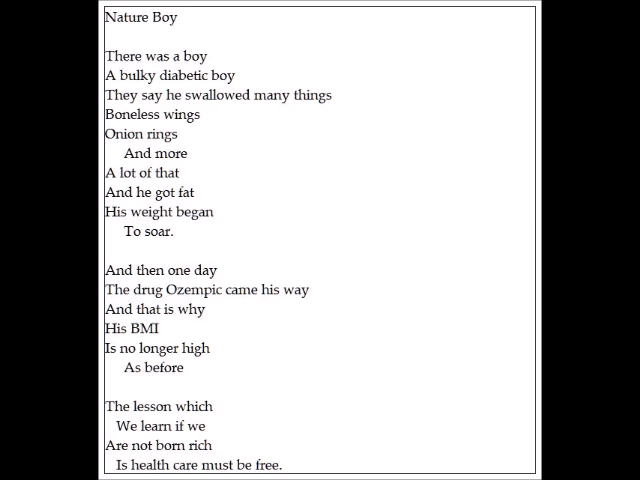 Nature Boy
There was a boy
A bulky diabetic boy
They say he swallowed many things
Boneless wings
Onion rings
And more
A lot of that
And he got fat
His weight began
To soar.
And then one day
The drug Ozempic came his way
And that is why
His BMI
Is no longer high
As before
The lesson which
We learn if we
Are not born rich
Is health care must be free.